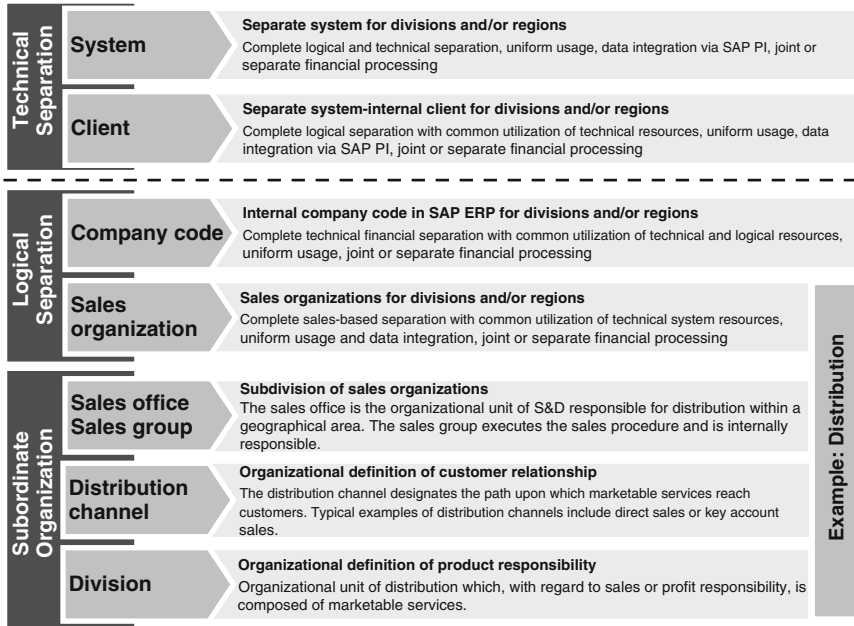 Technical
Separation
System
Separate system for divisions and/or regions
Complete logical and technical separation, uniform usage, data integration via SAP PI, joint or
separate financial processing
Client
Separate system-internal client for divisions and/or regions
Complete logical separation with common utilization of technical resources, uniform usage, data
integration via SAP PI, joint or separate financial processing
Logical
Separation
Company code
Internal company code in SAP ERP for divisions and/or regions
Complete technical financial separation with common utilization of technical and logical resources,
uniform usage, joint or separate financial processing
Sales
organization
Sales organizations for divisions and/or regions
Complete sales-based separation with common utilization of technical system resources,
uniform usage and data integration, joint or separate financial processing
Subordinate
Organization
Sales office
Sales group
Subdivision of sales organizations
The sales office is the organizational unit of S&D responsible for distribution within a
geographical area. The sales group executes the sales procedure and is internally
responsible.
Distribution
channel
Organizational definition of customer relationship
The distribution channel designates the path upon which marketable services reach
customers. Typical examples of distribution channels include direct sales or key account
sales.
Division
Organizational definition of product responsibility
Organizational unit of distribution which, with regard to sales or profit responsibility, is
composed of marketable services.
Example: Distribution